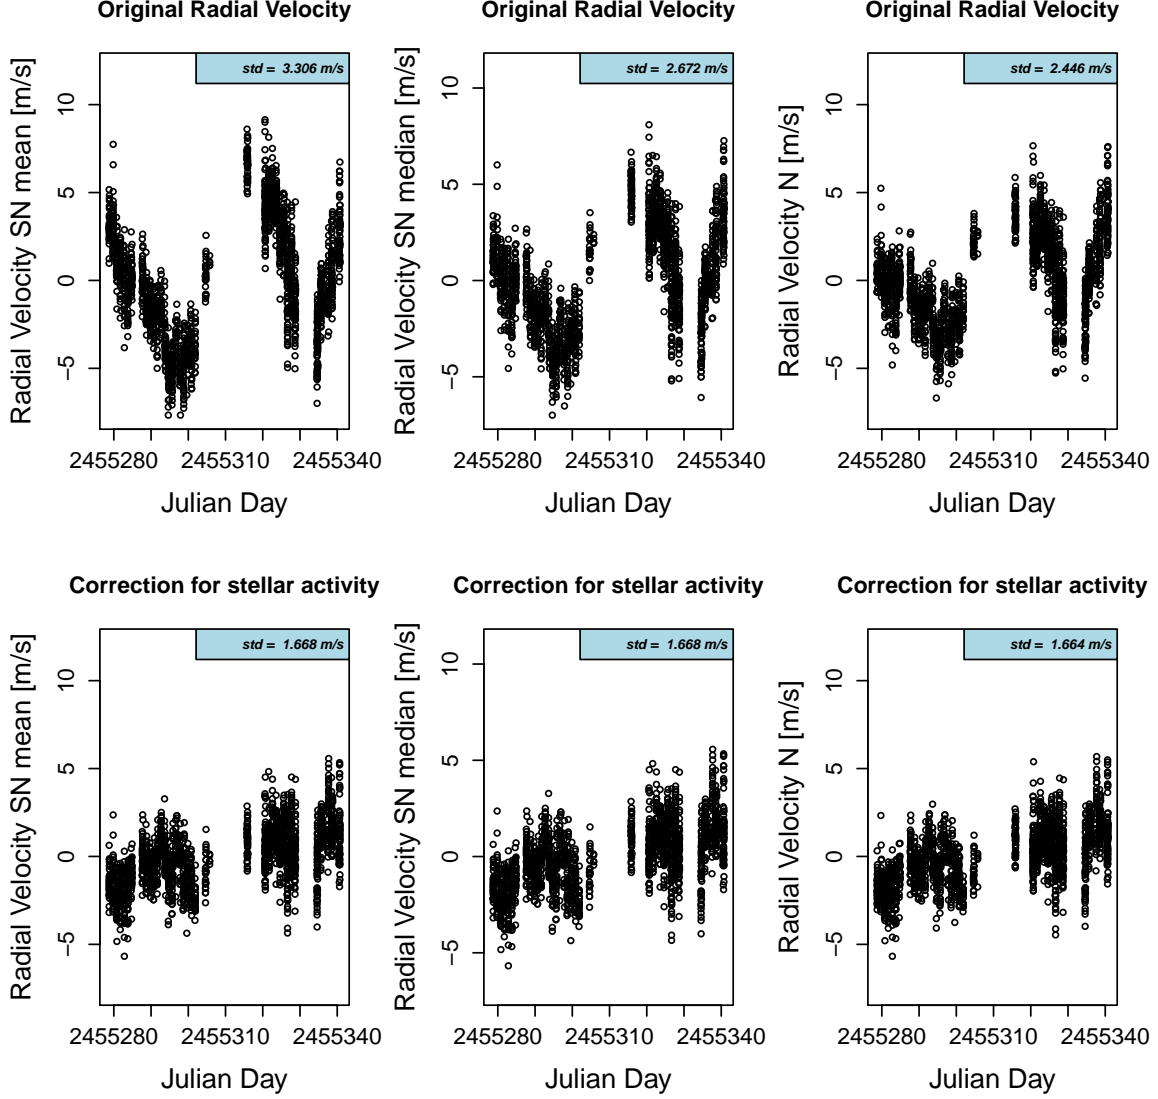 Original Radial Velocity
Original Radial Velocity
Original Radial Velocity
Radial Velocity SN mean [m/s]
10
5
0
−5
std = 3.306 m/s
2455280
2455310
2455340
Julian Day
Radial Velocity SN median [m/s]
10
5
0
−5
std = 2.672 m/s
2455280
2455310
2455340
Julian Day
Radial Velocity N [m/s]
10
5
0
−5
std = 2.446 m/s
2455280
2455310
2455340
Julian Day
Correction for stellar activity
Correction for stellar activity
Correction for stellar activity
Radial Velocity SN mean [m/s]
10
5
0
−5
std = 1.668 m/s
2455280
2455310
2455340
Julian Day
Radial Velocity SN median [m/s]
10
5
0
−5
std = 1.668 m/s
2455280
2455310
2455340
Julian Day
Radial Velocity N [m/s]
10
5
0
−5
std = 1.664 m/s
2455280
2455310
2455340
Julian Day